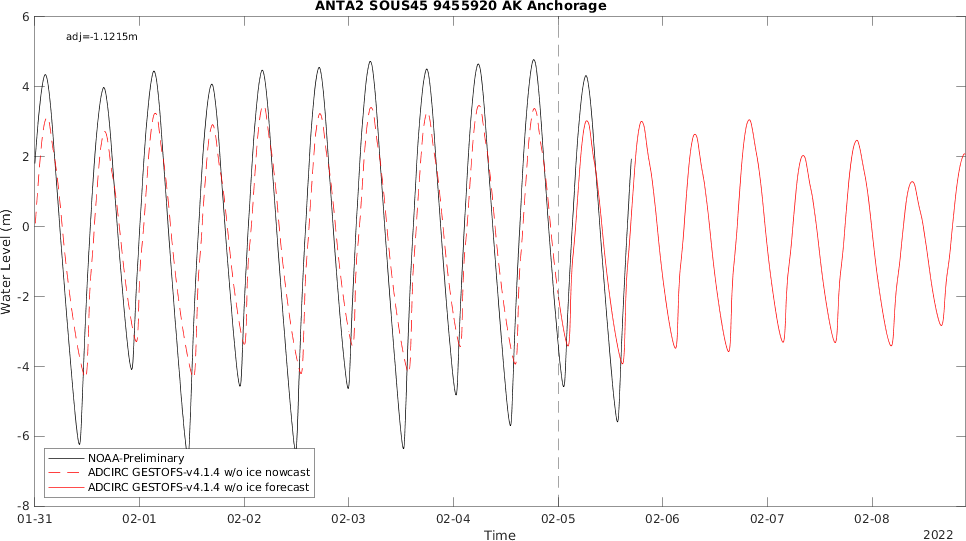 ANTA2 SOUS45 9455920 AK Anchorage
adj=-1.1215m
6
4
2
0
-2
-4
-6
-8
Water Level (m)
NOAA-Preliminary
ADCIRC GESTOFS-v4.1.4 w/o ice nowcast
ADCIRC GESTOFS-v4.1.4 w/o ice forecast
01-31 02-01 02-02 02-03 02-04 02-05 02-06 02-07 02-08
Time
2022